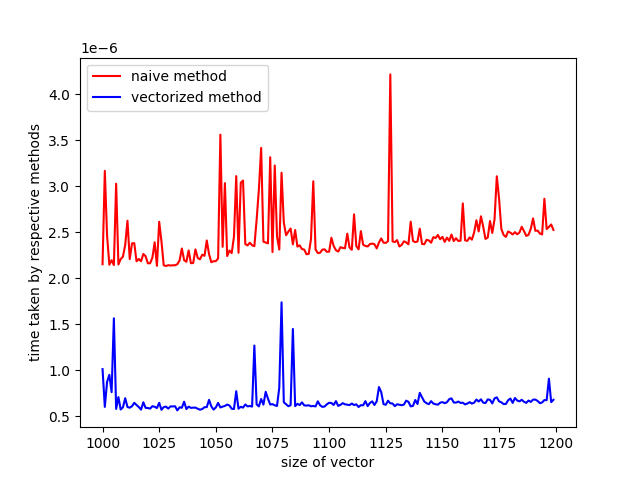 1e−6
naive method
vectorized method
4.0
3.5
3.0
2.5
2.0
1.5
1.0
0.5
time taken by respective methods
1000 1025 1050 1075 1100 1125 1150 1175 1200
size of vector